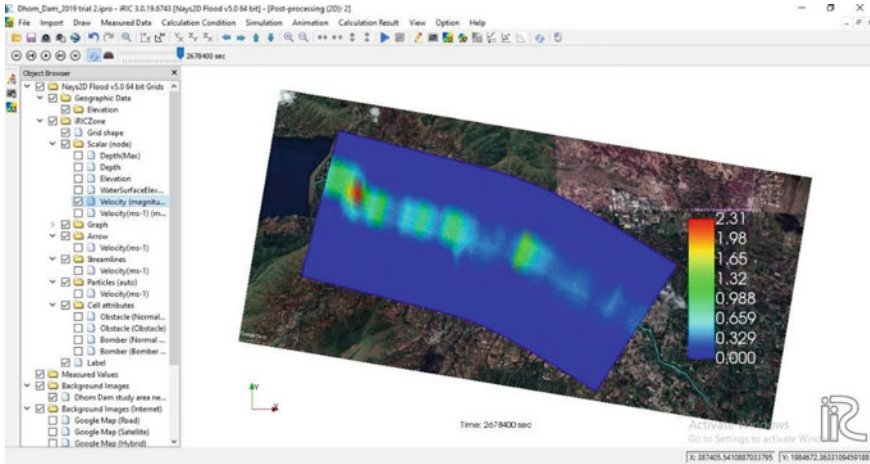 Dhom_Dam_2019 trial 2.ipro - iRIC 3.0.19.6743 [Nays2D Flood v5.0 64 bit] - [Post-processing (2D): 2]
File Import Draw Measured Data Calculation Condition Simulation Animation Calculation Result View Option Help
2678400 sec
Object Browser
Nays2D Flood v5.0 64 bit Grids
Geographic Data
Elevation
iRICZone
Grid shape
Scalar (node)
Depth(Max)
Depth
Elevation
WaterSurfaceElev...
Velocity (magnitu...
Velocity(ms-1) (m...
Graph
Arrow
Velocity(ms-1)
Streamlines
Velocity(ms-1)
Particles (auto)
Velocity(ms-1)
Cell attributes
Obstacle (Normal...
Obstacle (Obstacle)
Bomber (Normal ...
Bomber (Bomber ...
Label
Measured Values
Background Images
Dhom Dam study area ne...
Background Images (Internet)
Google Map (Road)
Google Map (Satellite)
Google Map (Hybrid)
2.31
1.98
1.65
1.32
0.988
0.659
0.329
0.000
Y
X
Time: 2678400 sec
Activate Windows
Go to Settings to activate Win
iRIC
X: 387405.5410887033795 Y: 1984672.3633109459188